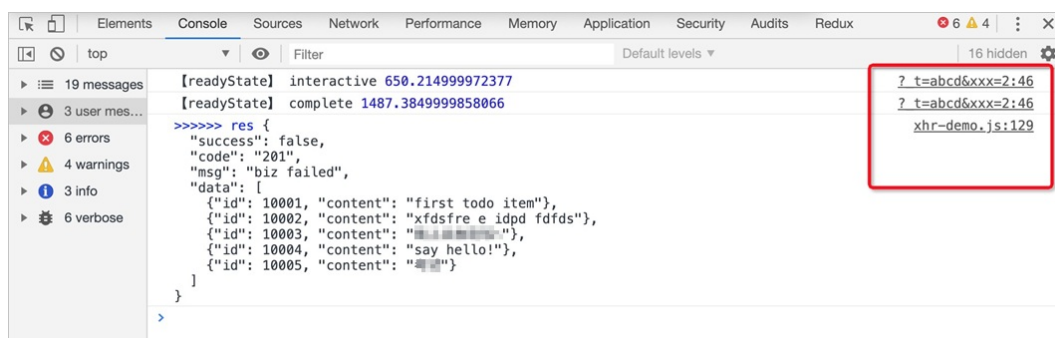 Elements Console Sources Network Performance Memory Application Security Audits Redux 6 4
top Filter Default levels ▼ 16 hidden
19 messages
3 user mes...
6 errors
4 warnings
3 info
6 verbose
【readyState】 interactive 650.214999972377 ?_t=abcd&xxx=2:46
【readyState】 complete 1487.3849999858066 ?_t=abcd&xxx=2:46
>>>>>> res { xhr-demo.js:129
"success": false,
"code": "201",
"msg": "biz failed",
"data": [
{"id": 10001, "content": "first todo item"},
{"id": 10002, "content": "xfdsfre e idpd fdfds"},
{"id": 10003, "content": ""},
{"id": 10004, "content": "say hello!"},
{"id": 10005, "content": ""}
]
}
>